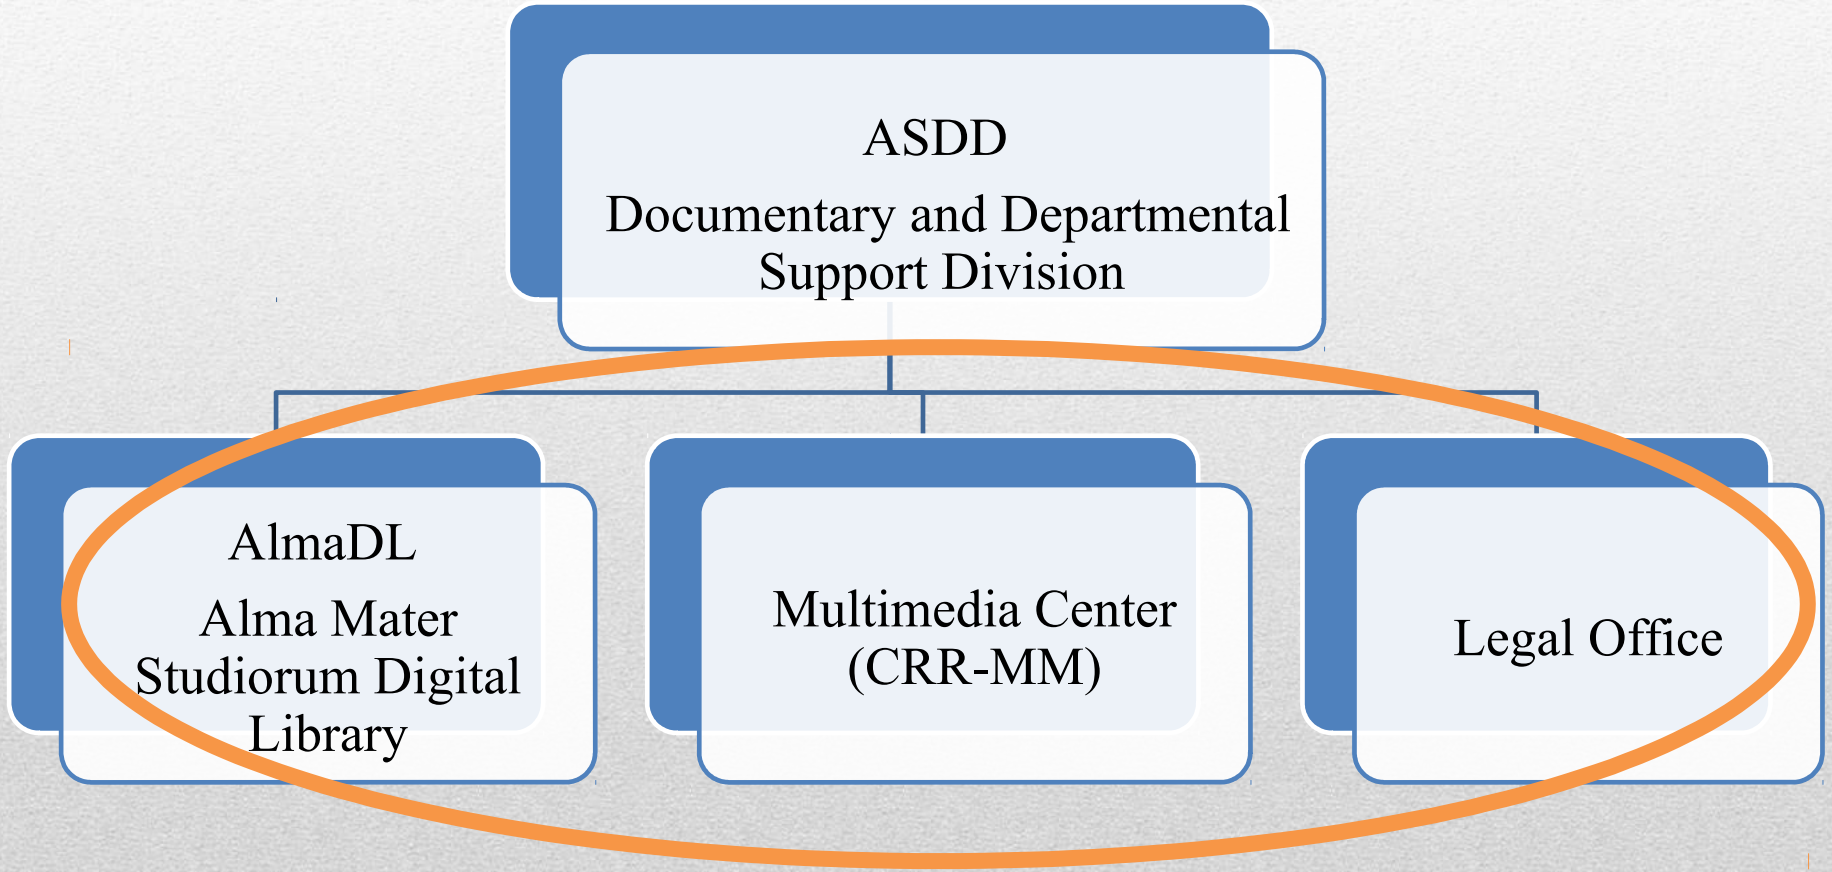 ASDD
Documentary and Departmental
Support Division
AlmaDL
Alma Mater
Studiorum Digital
Library
Multimedia Center
(CRR-MM)
Legal Office